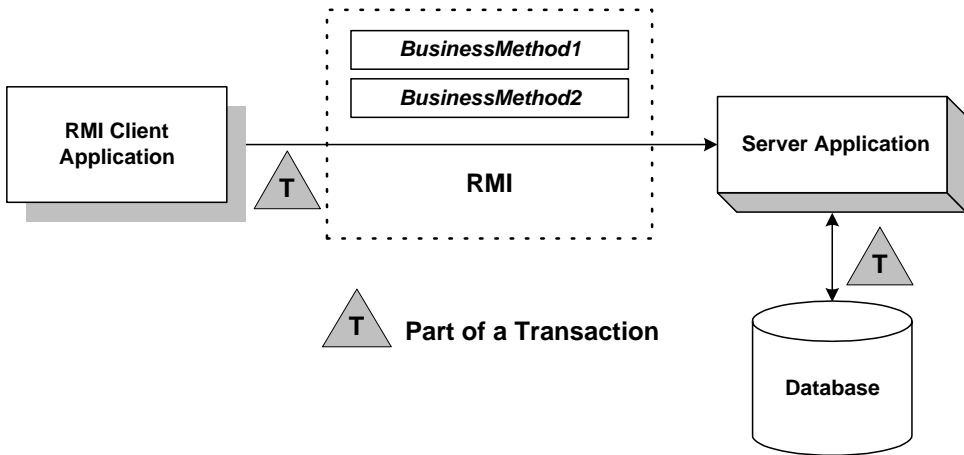 BusinessMethod1
BusinessMethod2
RMI Client
Application
Server Application
T
RMI
T
T
Part of a Transaction
Database